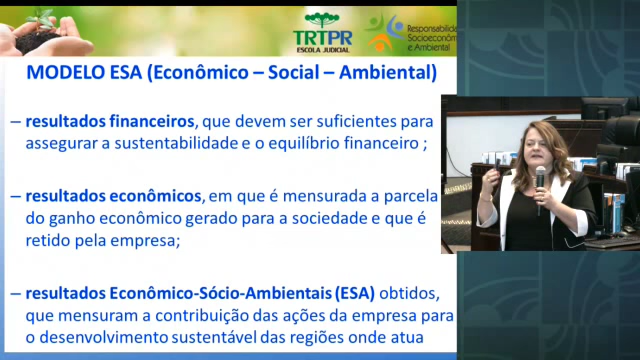 TRTPR
ESCOLA JUDICIAL
Responsabilidade
Socioeconôm
e Ambiental
MODELO ESA (Econômico – Social – Ambiental)
– resultados financeiros, que devem ser suficientes para
assegurar a sustentabilidade e o equilíbrio financeiro ;
– resultados econômicos, em que é mensurada a parcela
do ganho econômico gerado para a sociedade e que é
retido pela empresa;
– resultados Econômico-Sócio-Ambientais (ESA) obtidos,
que mensuram a contribuição das ações da empresa para
o desenvolvimento sustentável das regiões onde atua